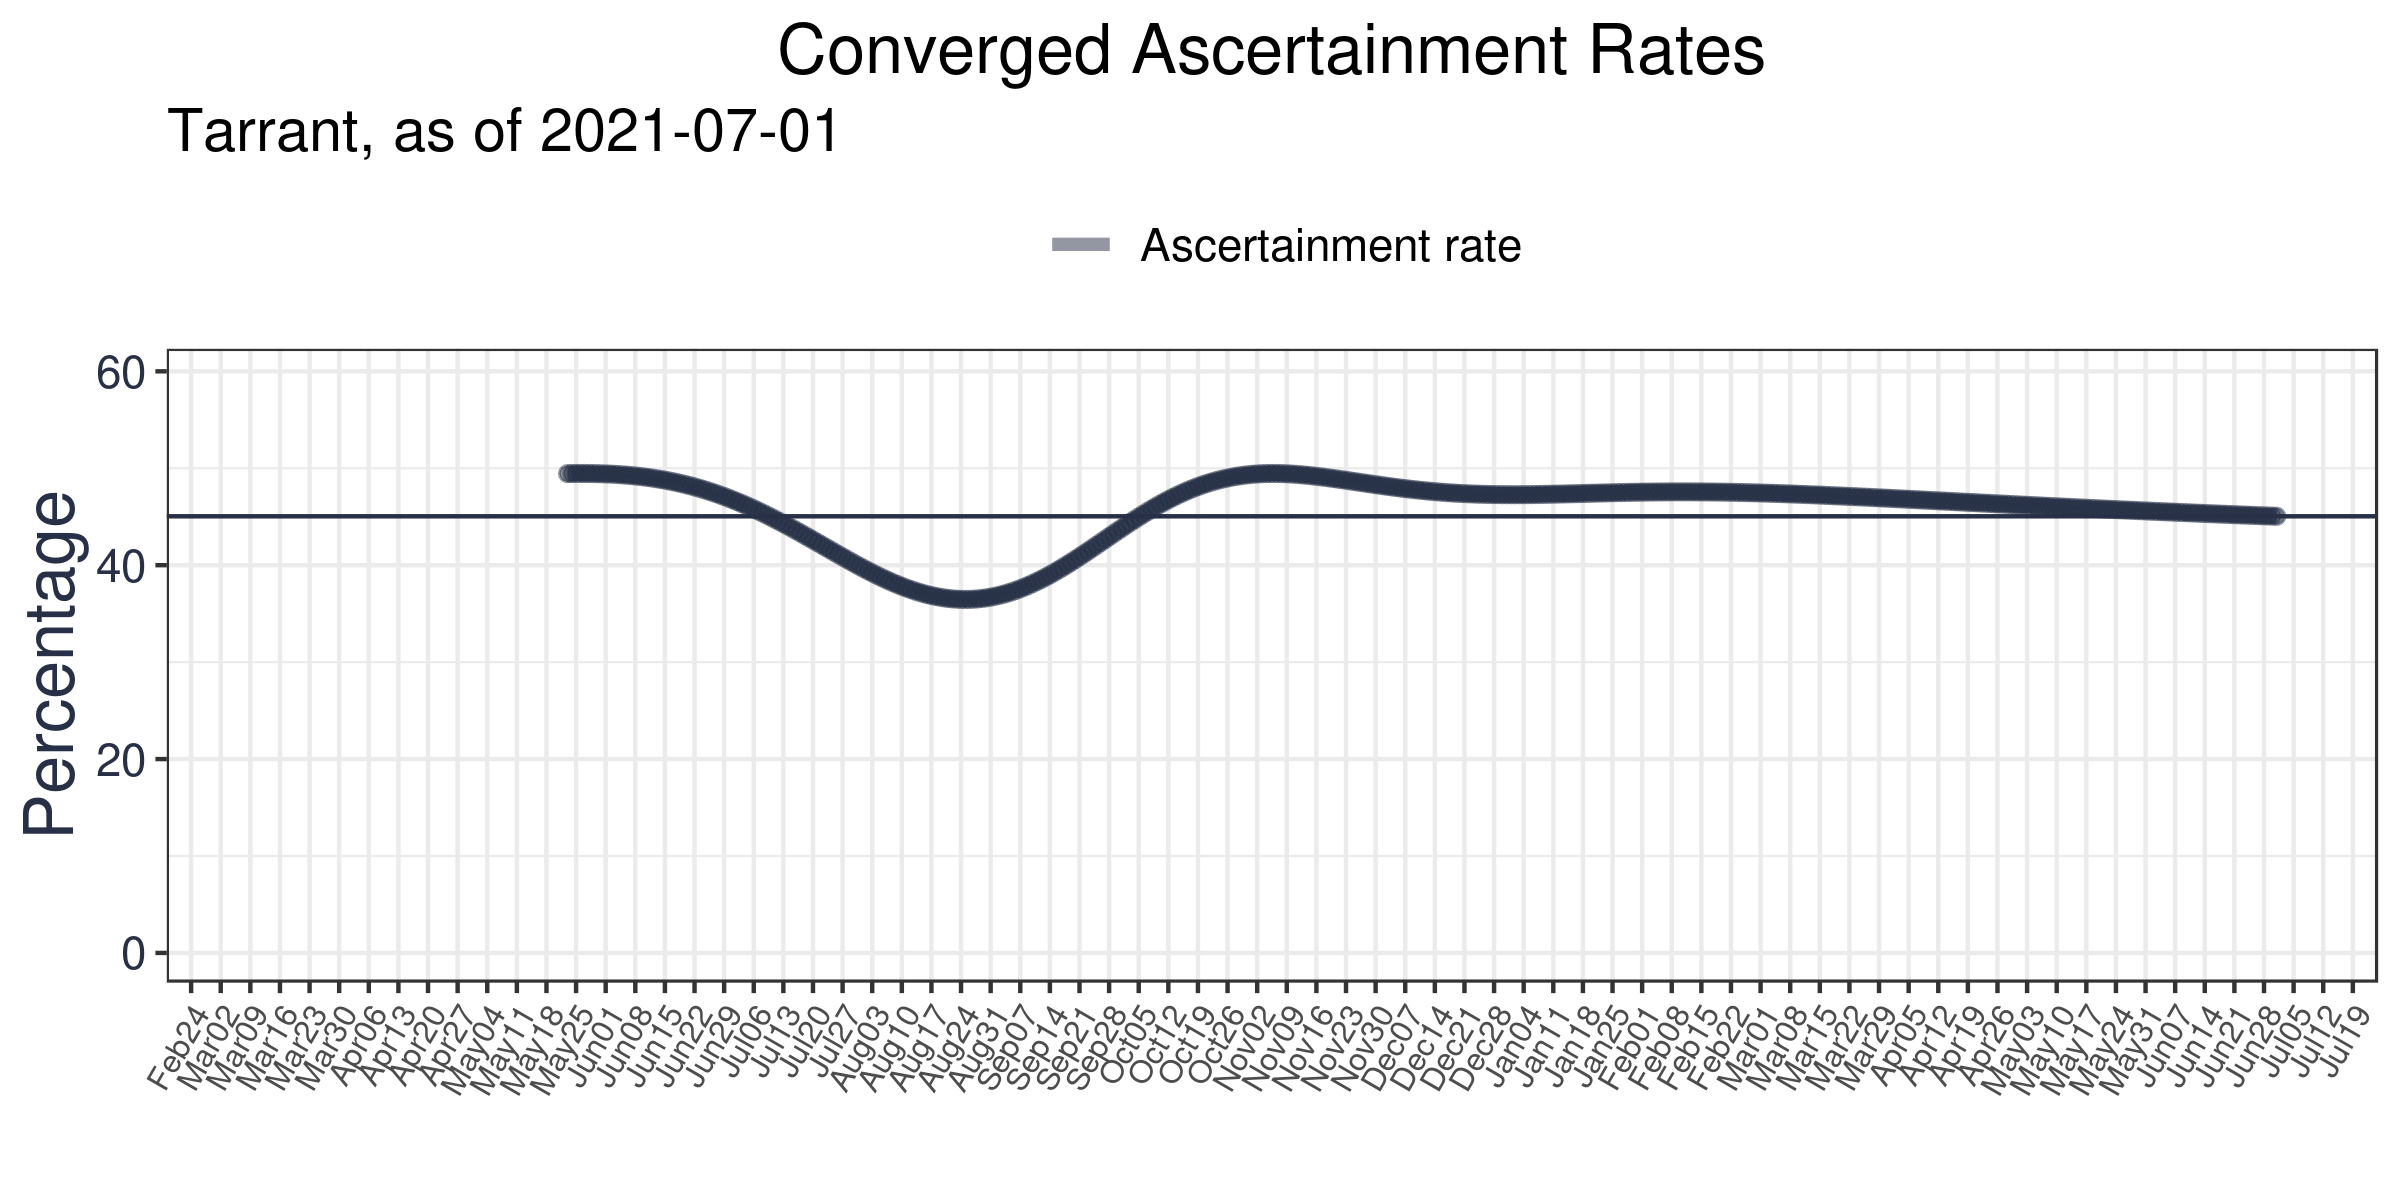 Converged Ascertainment Rates
Tarrant, as of 2021-07-01
Ascertainment rate
Percentage
60
40
20
0
Feb24
Mar02
Mar09
Mar16
Mar23
Mar30
Apr06
Apr13
Apr20
Apr27
May04
May11
May18
May25
Jun01
Jun08
Jun15
Jun22
Jun29
Jul06
Jul13
Jul20
Jul27
Aug03
Aug10
Aug17
Aug24
Aug31
Sep07
Sep14
Sep21
Sep28
Oct05
Oct12
Oct19
Oct26
Nov02
Nov09
Nov16
Nov23
Nov30
Dec07
Dec14
Dec21
Dec28
Jan04
Jan11
Jan18
Jan25
Feb01
Feb08
Feb15
Feb22
Mar01
Mar08
Mar15
Mar22
Mar29
Apr05
Apr12
Apr19
Apr26
May03
May10
May17
May24
May31
Jun07
Jun14
Jun21
Jun28
Jul05
Jul12
Jul19